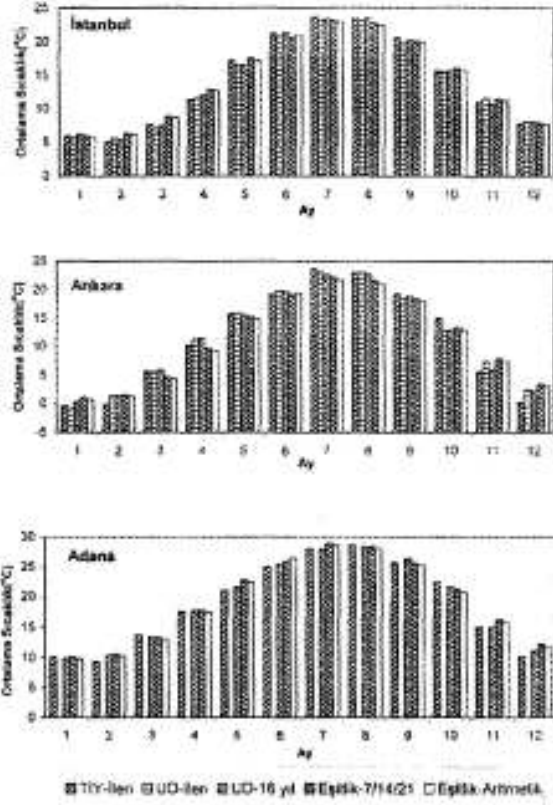 İstanbul
Ortalama Sıcaklık(°C)
25
20
15
10
5
0
1 2 3 4 5 6 7 8 9 10 11 12
Ay
Ankara
Ortalama Sıcaklık(°C)
25
20
15
10
5
0
-5
1 2 3 4 5 6 7 8 9 10 11 12
Ay
Adana
Ortalama Sıcaklık(°C)
30
25
20
15
10
5
0
1 2 3 4 5 6 7 8 9 10 11 12
Ay
TİY-İlen UD-İlen UD-16 yıl Eşitlik-7/14/21 Eşitlik-Aritmetik